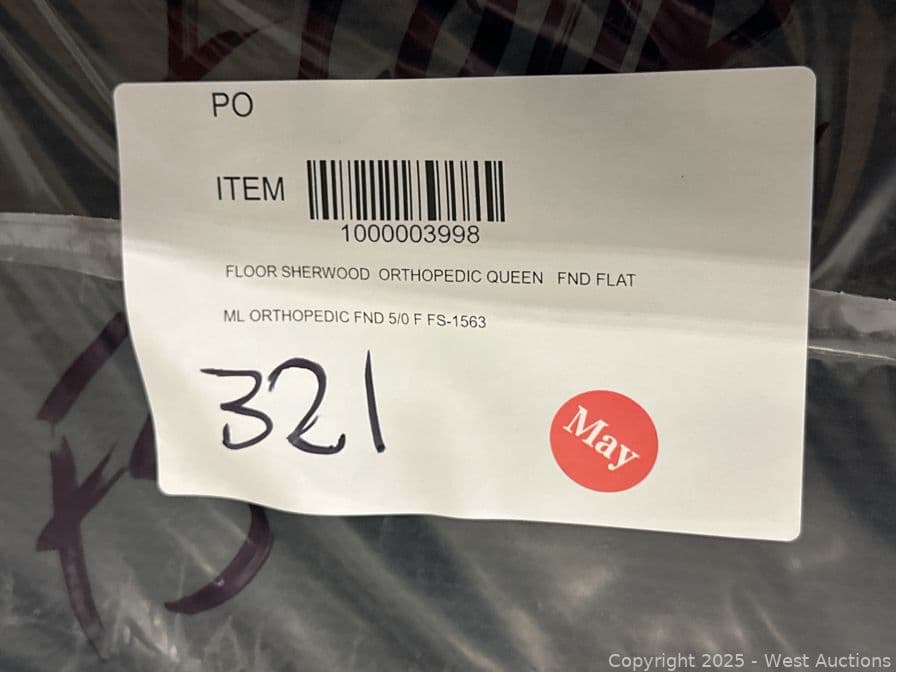 PO
ITEM
1000003998
FLOOR SHERWOOD ORTHOPEDIC QUEEN FND FLAT
ML ORTHOPEDIC FND 5/0 F FS-1563
321
May
Copyright 2025 - West Auctions